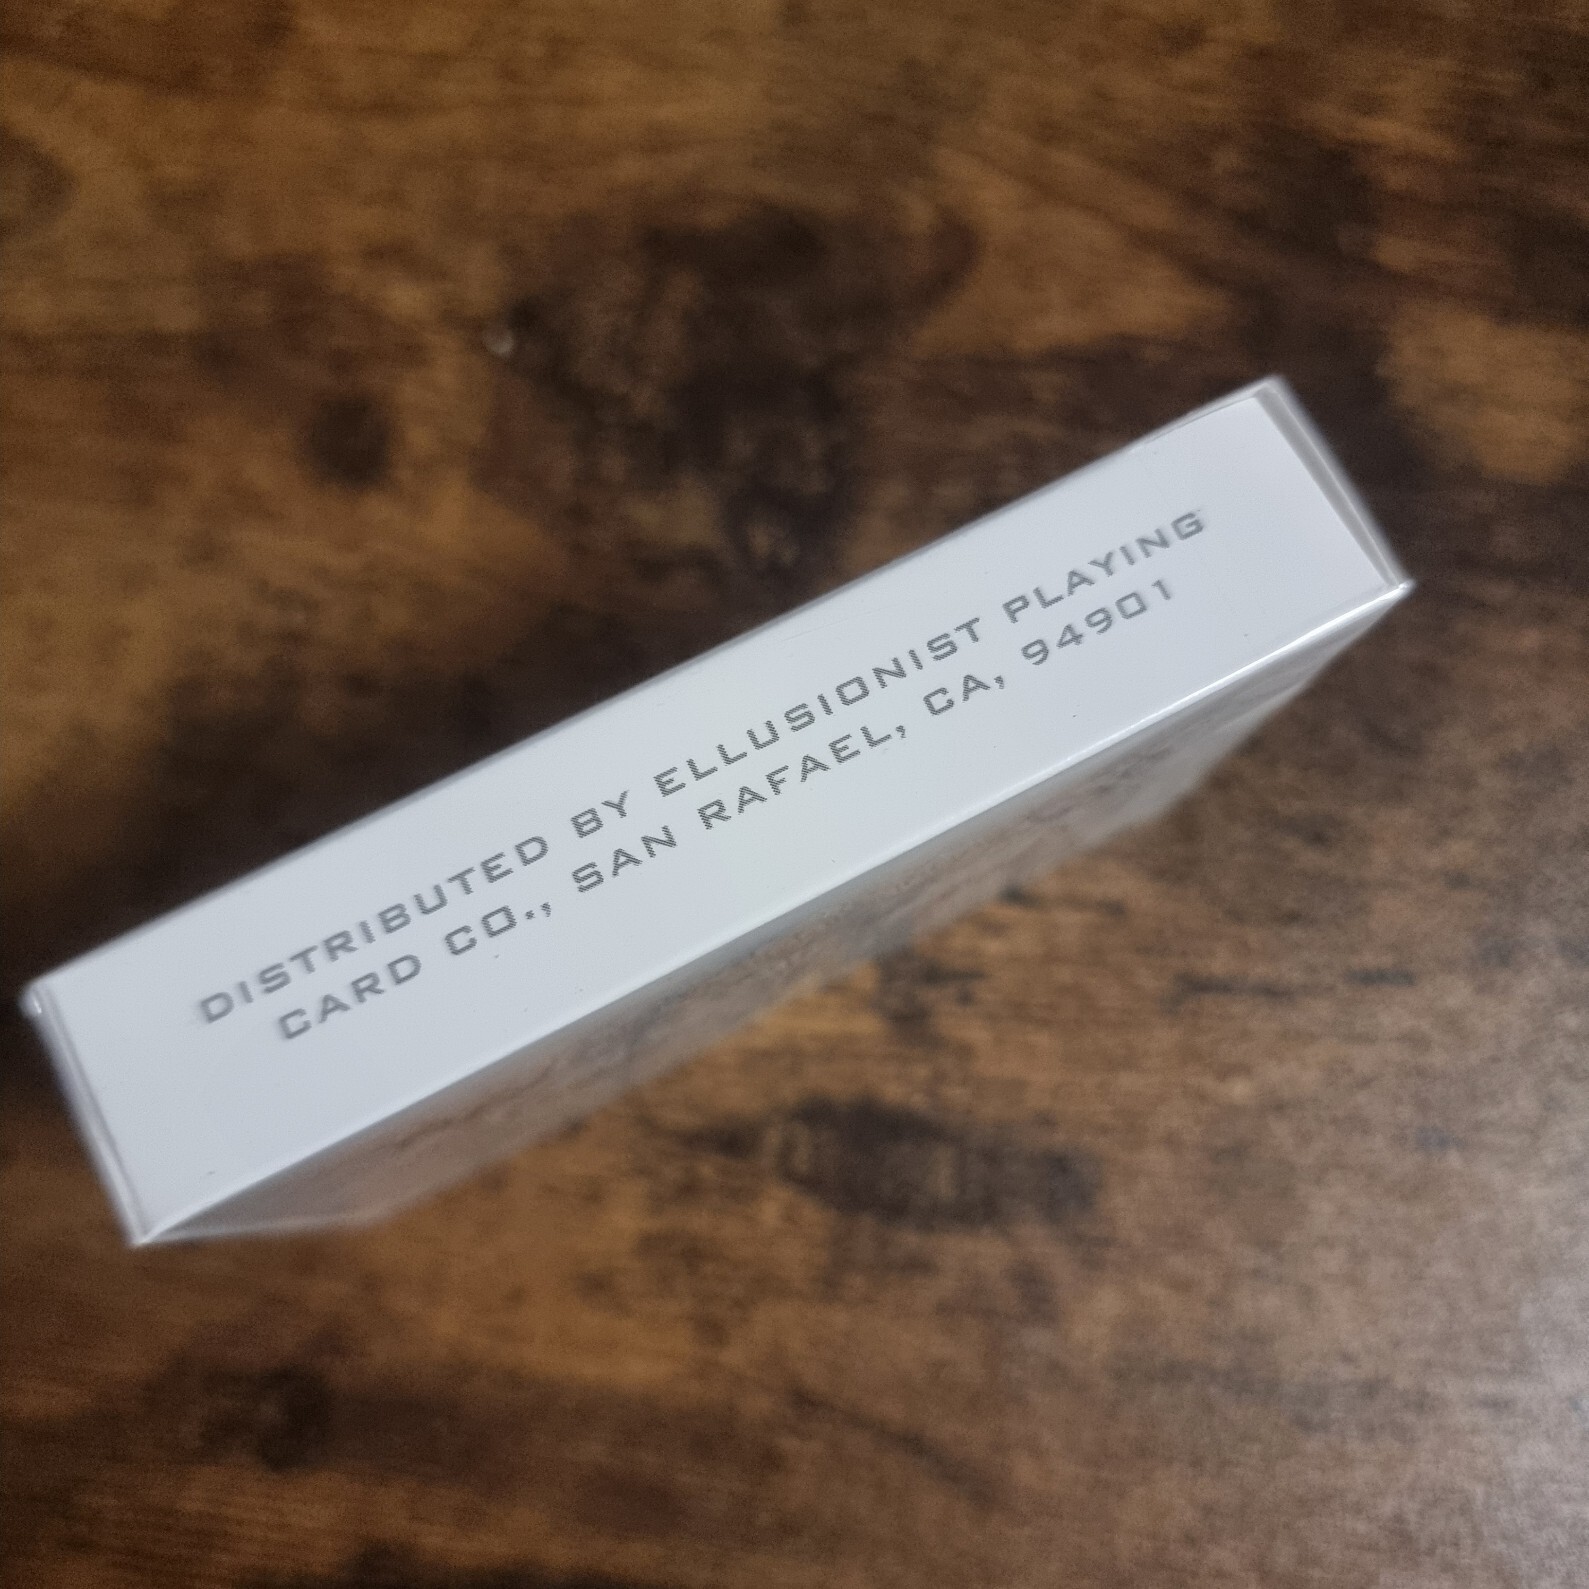 DISTRIBUTED BY ELLUSIONIST PLAYING
CARD CO., SAN RAFAEL, CA, 94901